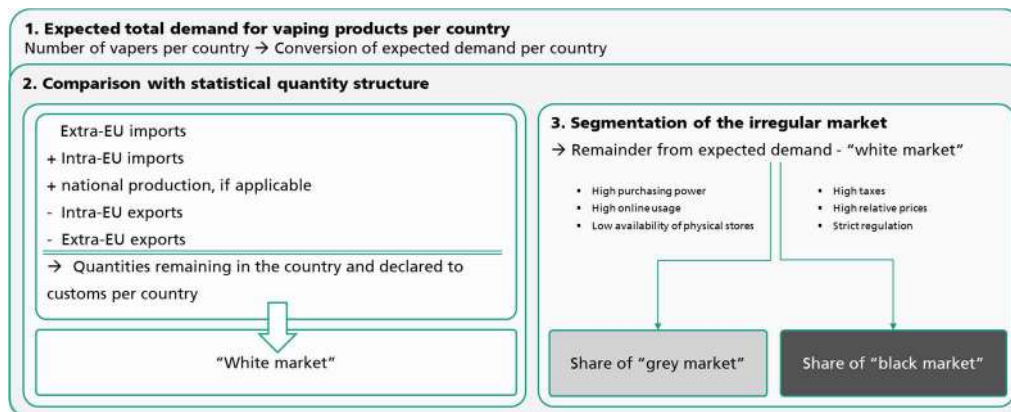 1. Expected total demand for vaping products per country
Number of vapers per country → Conversion of expected demand per country
2. Comparison with statistical quantity structure
Extra-EU imports
+ Intra-EU imports
+ national production, if applicable
- Intra-EU exports
- Extra-EU exports
→ Quantities remaining in the country and declared to
customs per country
"White market"
3. Segmentation of the irregular market
→ Remainder from expected demand - "white market"
▪ High purchasing power
▪ High online usage
▪ Low availability of physical stores
▪ High taxes
▪ High relative prices
▪ Strict regulation
Share of "grey market"
Share of "black market"